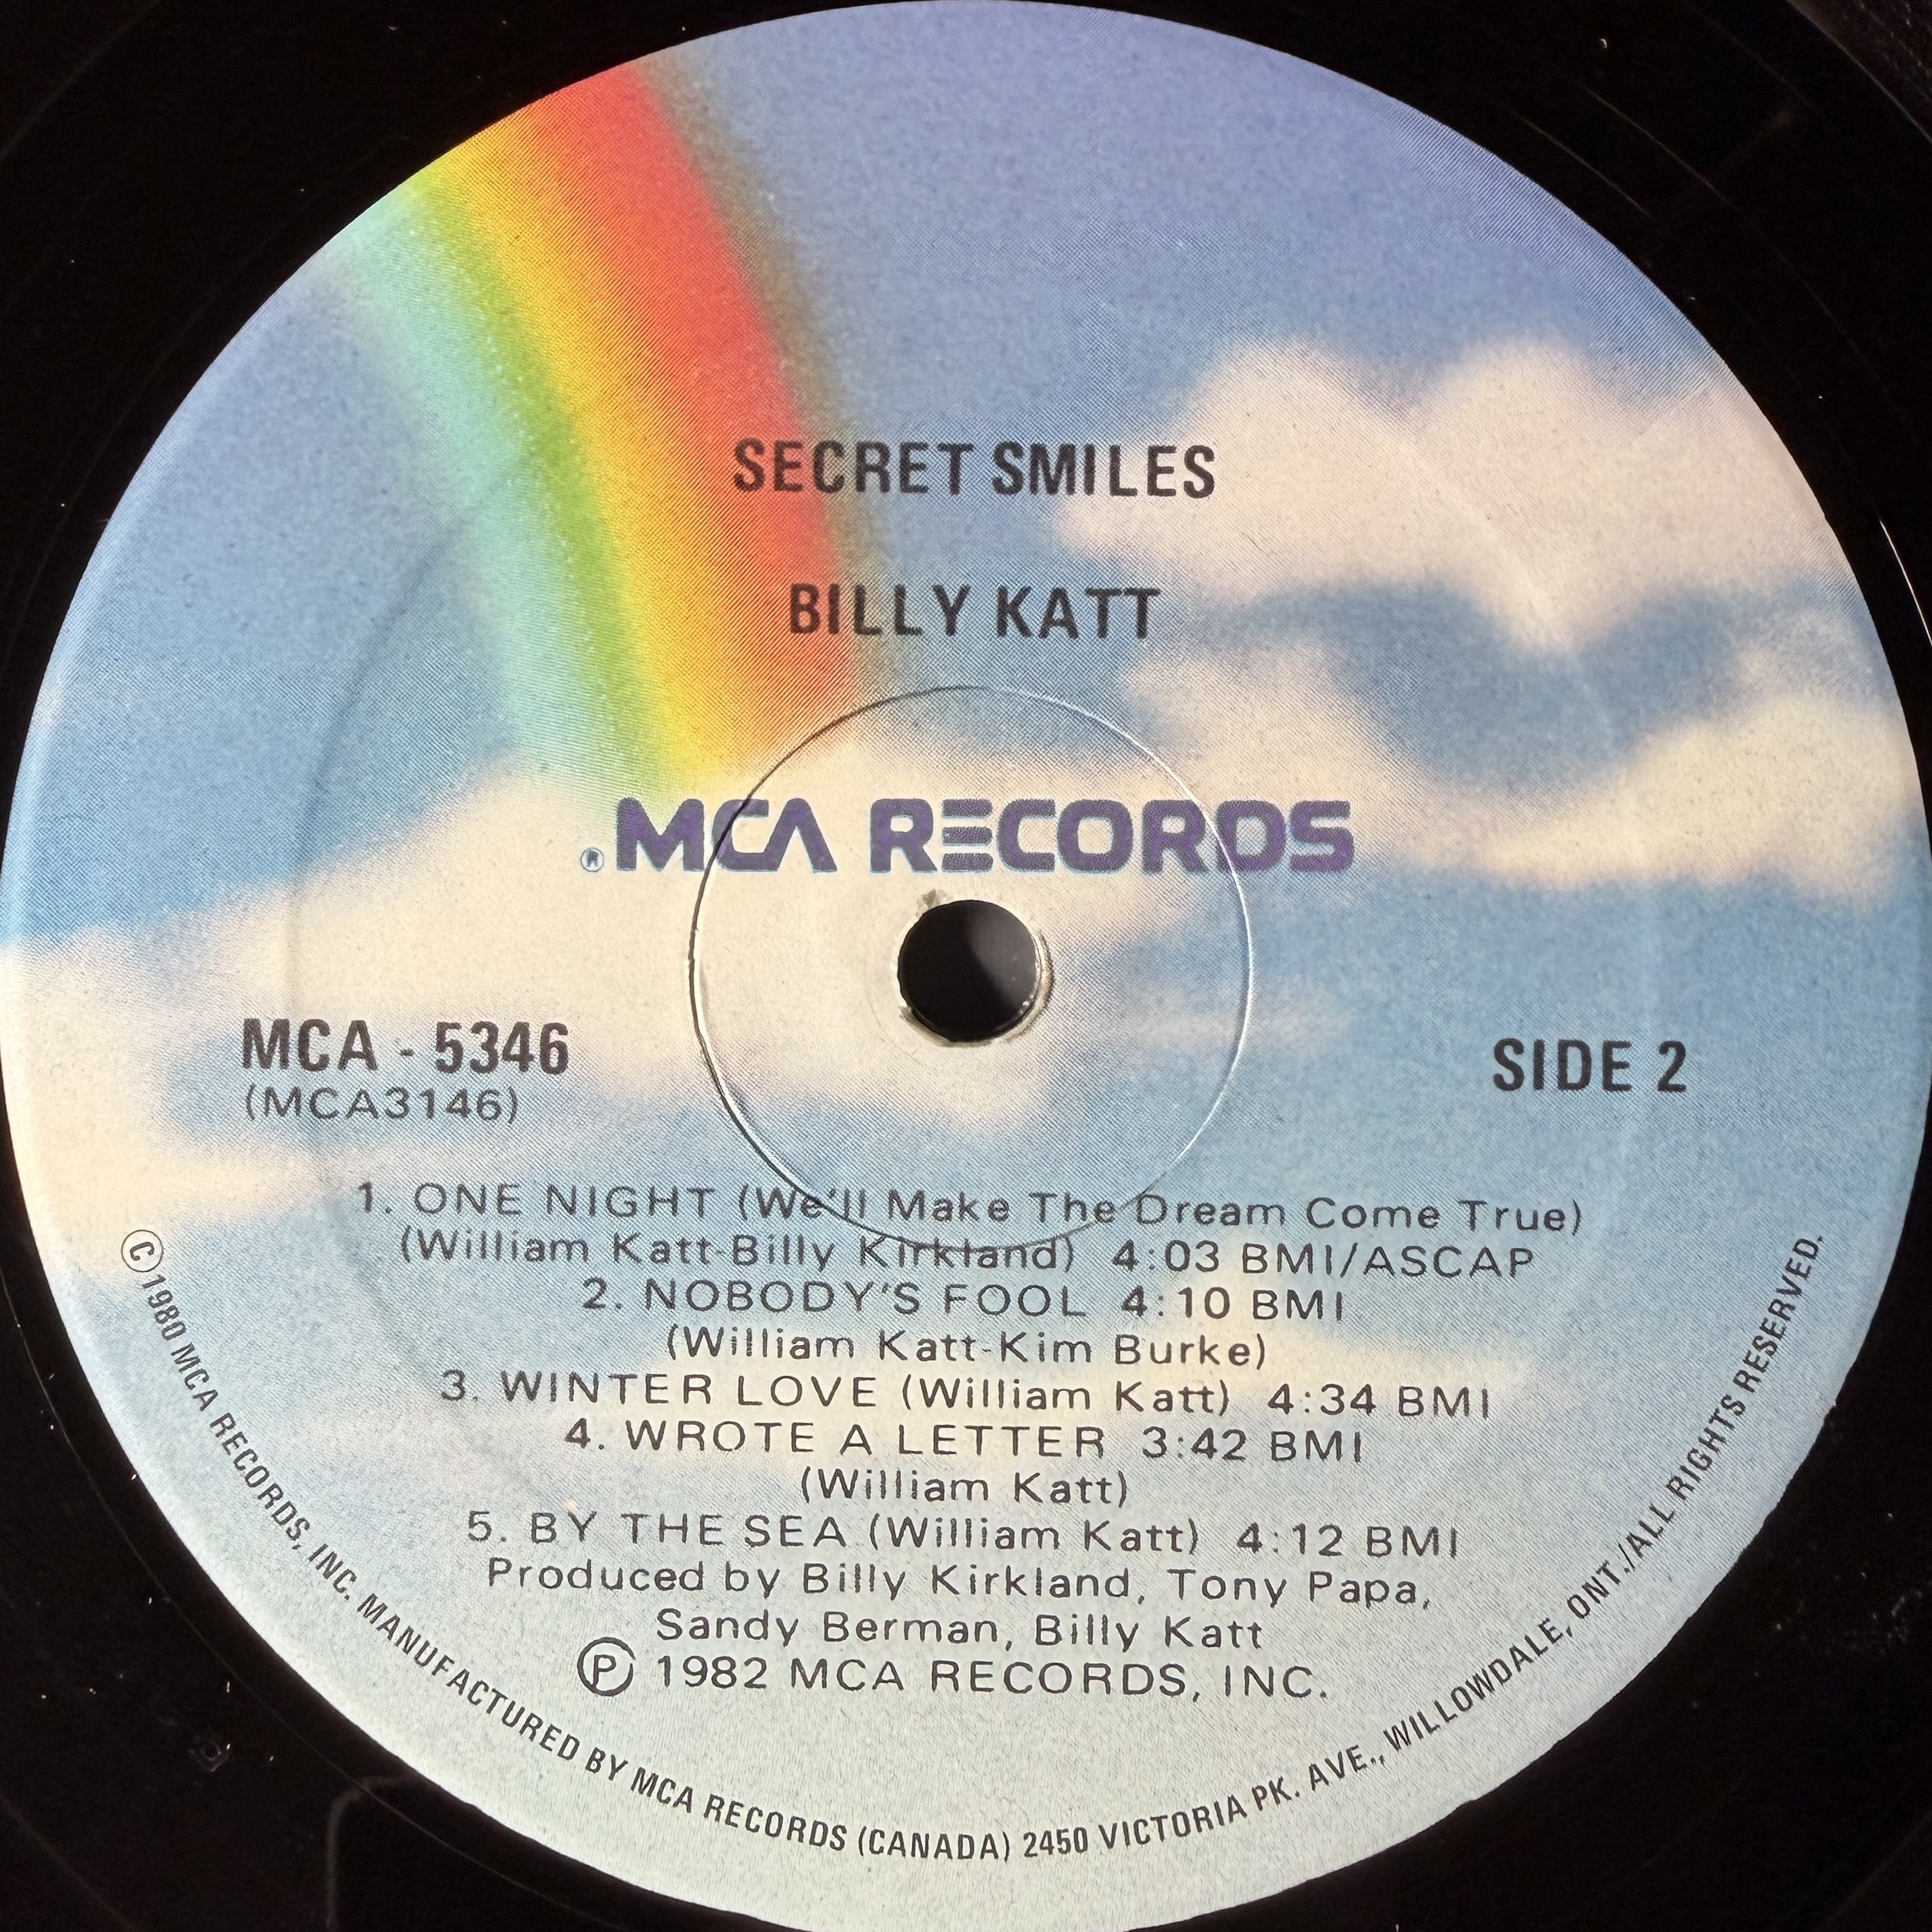 SECRET SMILES
BILLY KATT
® MCA RECORDS
MCA - 5346
(MCA3146)
SIDE 2
1. ONE NIGHT (We'll Make The Dream Come True)
(William Katt-Billy Kirkland) 4:03 BMI/ASCAP
2. NOBODY'S FOOL 4:10 BMI
(William Katt-Kim Burke)
3. WINTER LOVE (William Katt) 4:34 BMI
4. WROTE A LETTER 3:42 BMI
(William Katt)
5. BY THE SEA (William Katt) 4:12 BMI
Produced by Billy Kirkland, Tony Papa,
Sandy Berman, Billy Katt
Ⓟ 1982 MCA RECORDS, INC.
© 1980 MCA RECORDS, INC. MANUFACTURED BY MCA RECORDS (CANADA) 2450 VICTORIA PK. AVE., WILLOWDALE, ONT./ALL RIGHTS RESERVED.